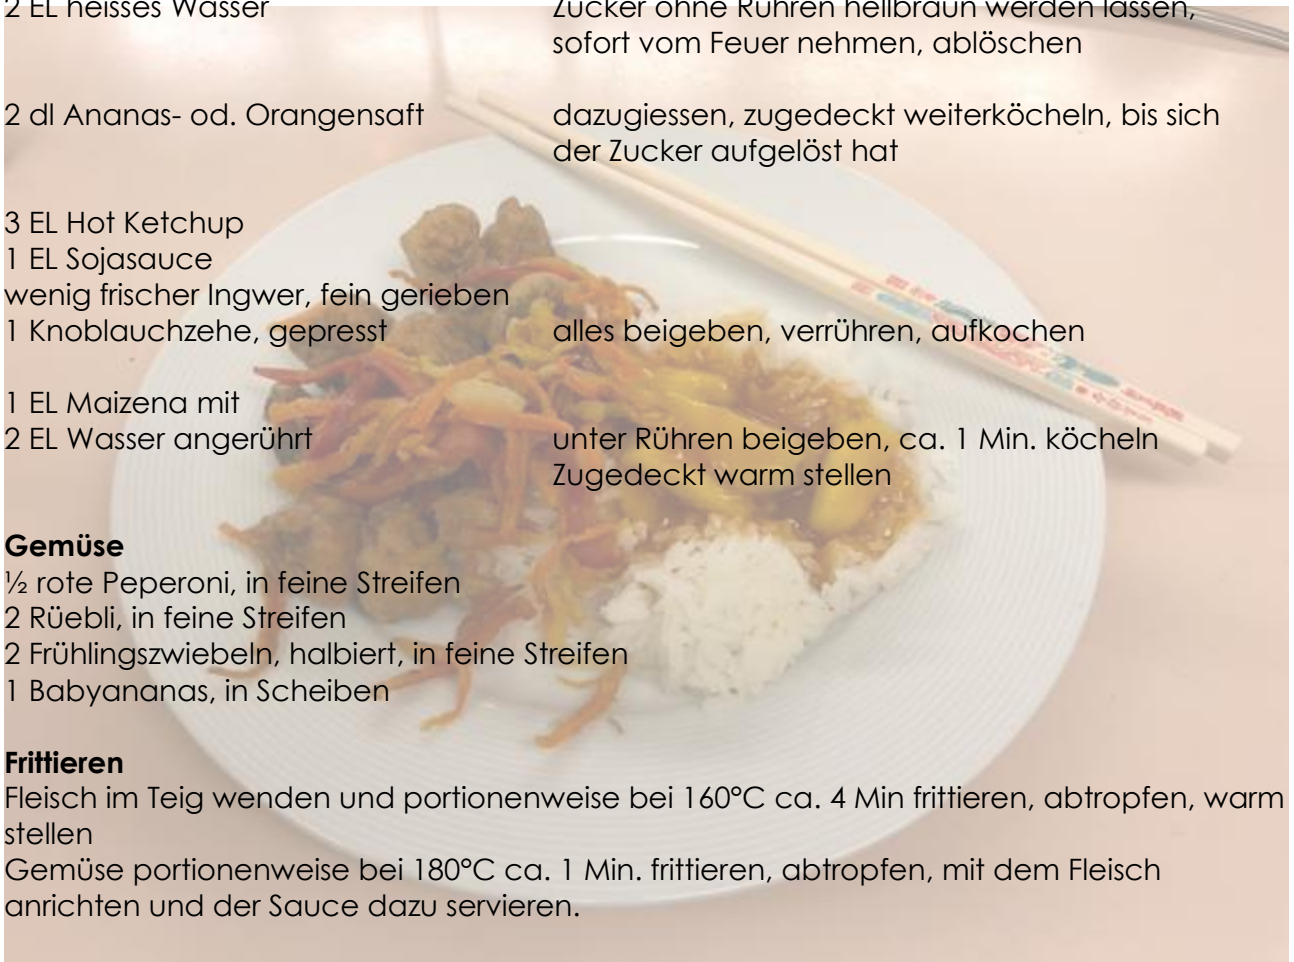 2 EL heisses Wasser Zucker ohne Rühren hellbraun werden lassen,
sofort vom Feuer nehmen, ablöschen
2 dl Ananas- od. Orangensaft dazugiessen, zugedeckt weiterköcheln, bis sich
der Zucker aufgelöst hat
3 EL Hot Ketchup
1 EL Sojasauce
wenig frischer Ingwer, fein gerieben
1 Knoblauchzehe, gepresst alles beigeben, verrühren, aufkochen
1 EL Maizena mit
2 EL Wasser angerührt unter Rühren beigeben, ca. 1 Min. köcheln
Zugedeckt warm stellen
Gemüse
½ rote Peperoni, in feine Streifen
2 Rüebli, in feine Streifen
2 Frühlingszwiebeln, halbiert, in feine Streifen
1 Babyananas, in Scheiben
Frittieren
Fleisch im Teig wenden und portionenweise bei 160°C ca. 4 Min frittieren, abtropfen, warm
stellen
Gemüse portionenweise bei 180°C ca. 1 Min. frittieren, abtropfen, mit dem Fleisch
anrichten und der Sauce dazu servieren.